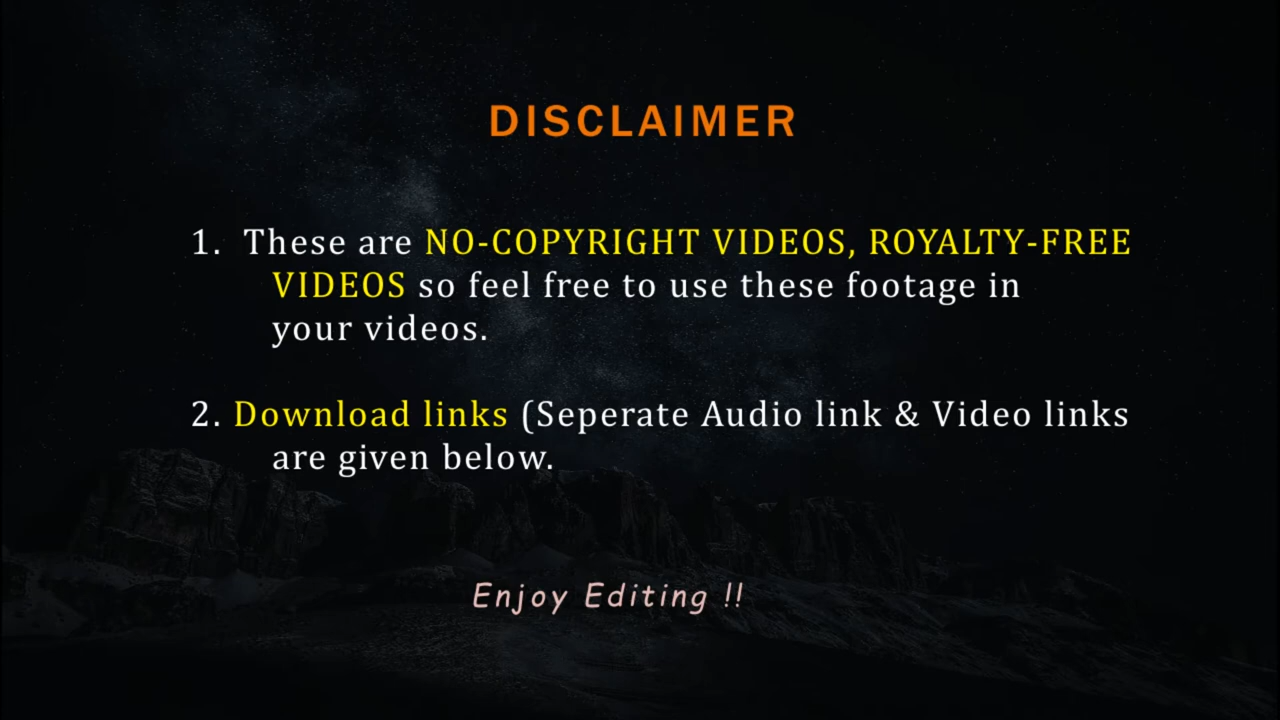 DISCLAIMER
1. These are NO-COPYRIGHT VIDEOS, ROYALTY-FREE
VIDEOS so feel free to use these footage in
your videos.
2. Download links (Seperate Audio link & Video links
are given below.
Enjoy Editing !!